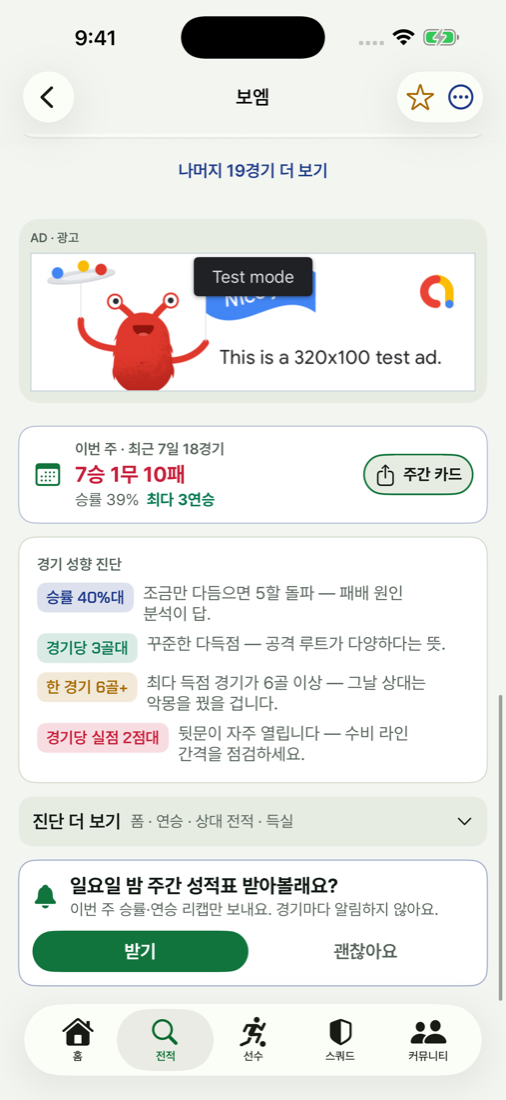 9:41
보엠
나머지 19경기 더 보기
AD · 광고
Test mode
This is a 320x100 test ad.
이번 주 · 최근 7일 18경기
7승 1무 10패
승률 39% 최다 3연승
주간 카드
경기 성향 진단
승률 40%대
조금만 다듬으면 5할 돌파 — 패배 원인
분석이 답.
경기당 3골대
꾸준한 다득점 — 공격 루트가 다양하다는 뜻.
한 경기 6골+
최다 득점 경기가 6골 이상 — 그날 상대는
악몽을 꿨을 겁니다.
경기당 실점 2점대
뒷문이 자주 열립니다 — 수비 라인
간격을 점검하세요.
진단 더 보기 폼 · 연승 · 상대 전적 · 득실
일요일 밤 주간 성적표 받아볼래요?
이번 주 승률·연승 리캡만 보내요. 경기마다 알림하지 않아요.
받기 괜찮아요
홈 전적 선수 스쿼드 커뮤니티